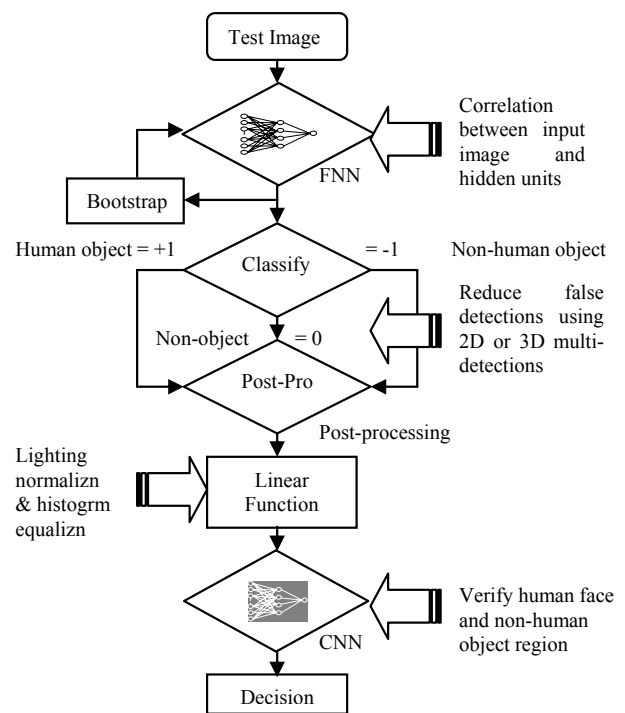 Test Image
Correlation
between input
image and
hidden units
FNN
Bootstrap
Human object = +1
= -1
Non-human object
Classify
Reduce false
detections using
2D or 3D multi-
detections
Non-object
= 0
Post-Pro
Post-processing
Lighting
normalizn
& histogrm
equalizn
Linear
Function
Verify human face
and non-human
object region
CNN
Decision